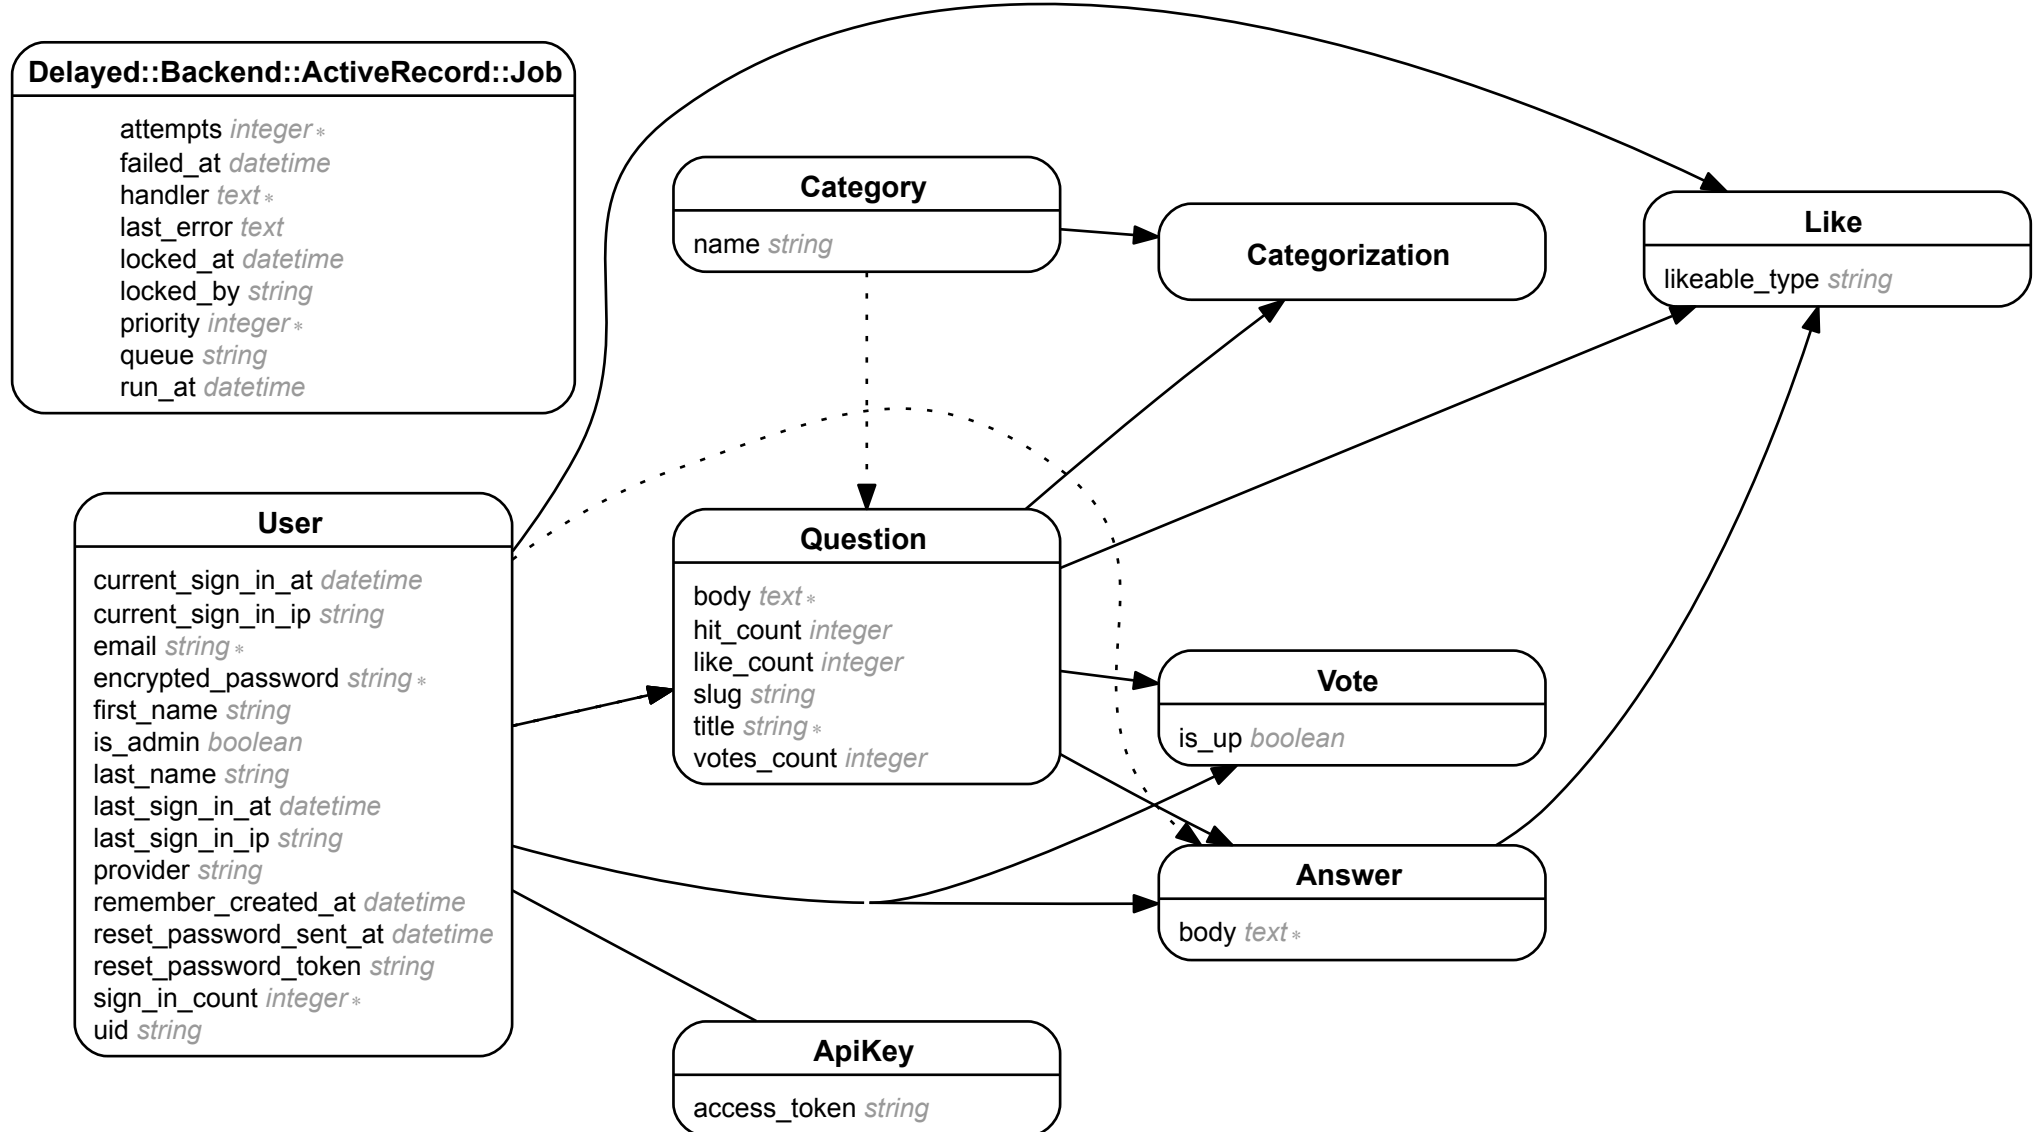 Delayed::Backend::ActiveRecord::Job
attempts integer *
failed_at datetime
handler text *
last_error text
locked_at datetime
locked_by string
priority integer *
queue string
run_at datetime
Category
name string
Categorization
Like
likeable_type string
User
current_sign_in_at datetime
current_sign_in_ip string
email string *
encrypted_password string *
first_name string
is_admin boolean
last_name string
last_sign_in_at datetime
last_sign_in_ip string
provider string
remember_created_at datetime
reset_password_sent_at datetime
reset_password_token string
sign_in_count integer *
uid string
Question
body text *
hit_count integer
like_count integer
slug string
title string *
votes_count integer
Vote
is_up boolean
Answer
body text *
ApiKey
access_token string